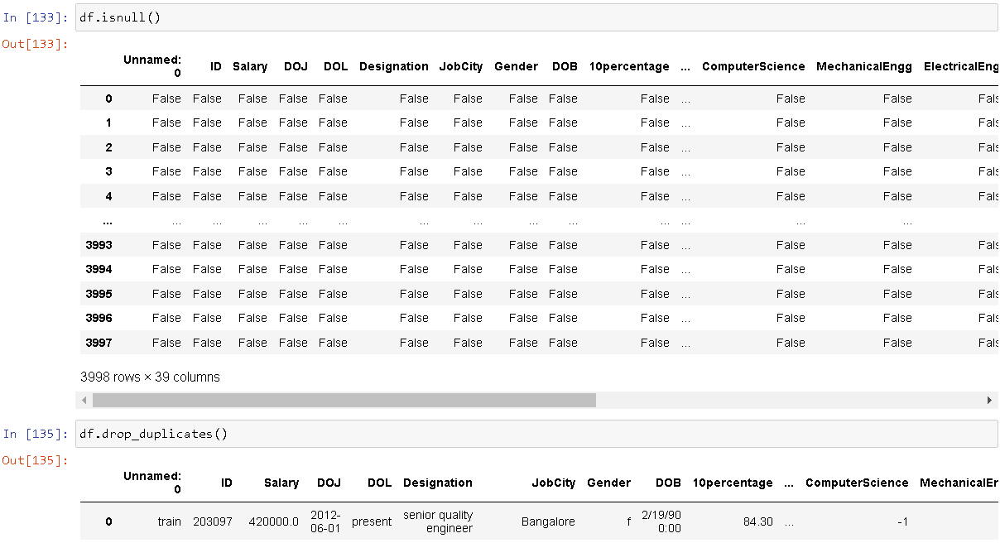 In [133]: df.isnull()
Out[133]:
Unnamed: 0 ID Salary DOJ DOL Designation JobCity Gender DOB 10percentage ... ComputerScience MechanicalEngg ElectricalEng
0 False False False False False False False False False False ... False False Fals
1 False False False False False False False False False False ... False False Fals
2 False False False False False False False False False False ... False False Fals
3 False False False False False False False False False False ... False False Fals
4 False False False False False False False False False False ... False False Fals
... ... ... ... ... ... ... ... ... ... ... ... ... ...
3993 False False False False False False False False False False ... False False Fals
3994 False False False False False False False False False False ... False False Fals
3995 False False False False False False False False False False ... False False Fals
3996 False False False False False False False False False False ... False False Fals
3997 False False False False False False False False False False ... False False Fals
3998 rows × 39 columns
In [135]: df.drop_duplicates()
Out[135]:
Unnamed: 0 ID Salary DOJ DOL Designation JobCity Gender DOB 10percentage ... ComputerScience MechanicalEr
0 train 203097 420000.0 2012-06-01 present senior quality engineer Bangalore f 2/19/90 0:00 84.30 ... -1